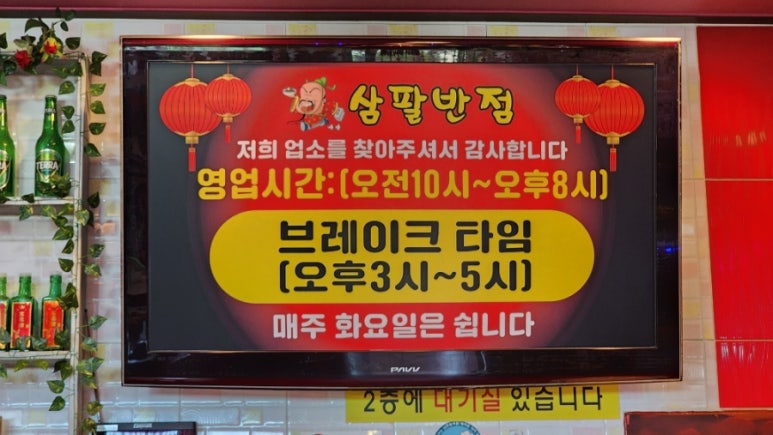 삼팔반점
저희 업소를 찾아주셔서 감사합니다
영업시간:(오전10시~오후8시)
브레이크 타임
(오후3시~5시)
매주 화요일은 쉽니다
2층에 대기실 있습니다
TERRA